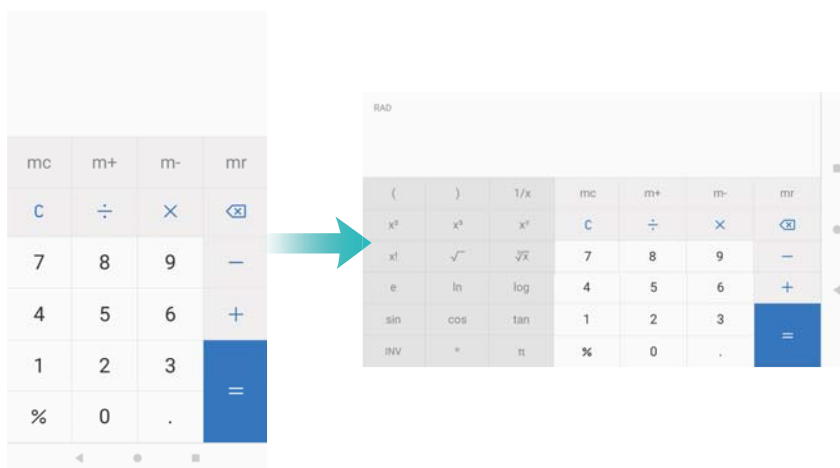 mc m+ m- mr
C ÷ × ⌫
7 8 9 −
4 5 6 +
1 2 3
% 0 . =
RAD
( ) 1/x mc m+ m- mr
x² x³ xʸ C ÷ × ⌫
x! √ ʸ√x 7 8 9 −
e ln log 4 5 6 +
sin cos tan 1 2 3
INV ° π % 0 . =